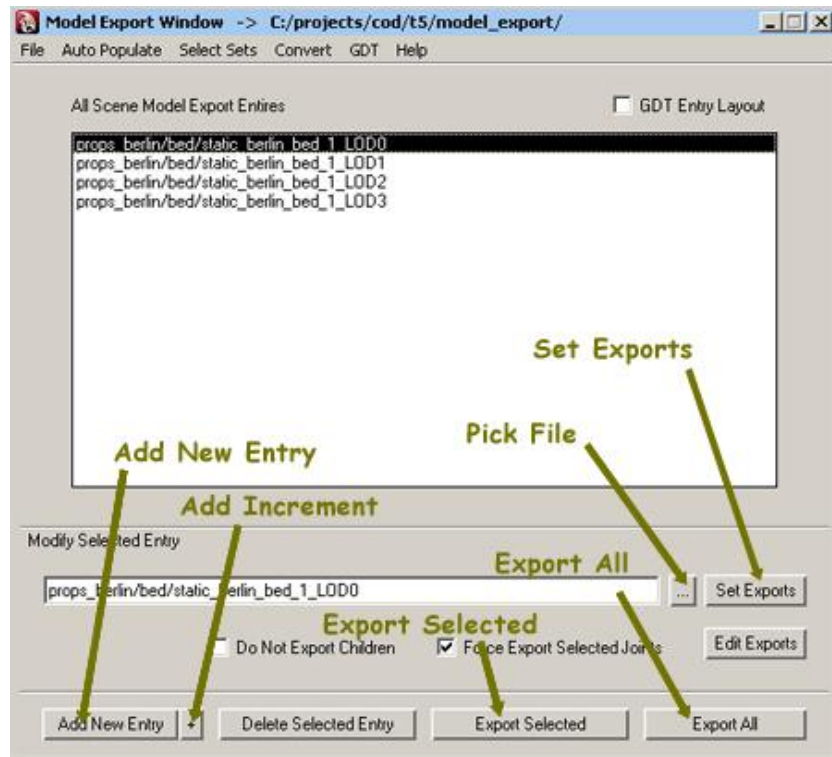 Model Export Window -> C:/projects/cod/t5/model_export/
File Auto Populate Select Sets Convert GDT Help
All Scene Model Export Entires
GDT Entry Layout
props_berlin/bed/static_berlin_bed_1_LOD0
props_berlin/bed/static_berlin_bed_1_LOD1
props_berlin/bed/static_berlin_bed_1_LOD2
props_berlin/bed/static_berlin_bed_1_LOD3
Set Exports
Pick File
Add New Entry
Add Increment
Modify Selected Entry
Export All
props_berlin/bed/static_berlin_bed_1_LOD0
... Set Exports
Export Selected
Do Not Export Children
Force Export Selected Joints
Edit Exports
Add New Entry + Delete Selected Entry Export Selected Export All